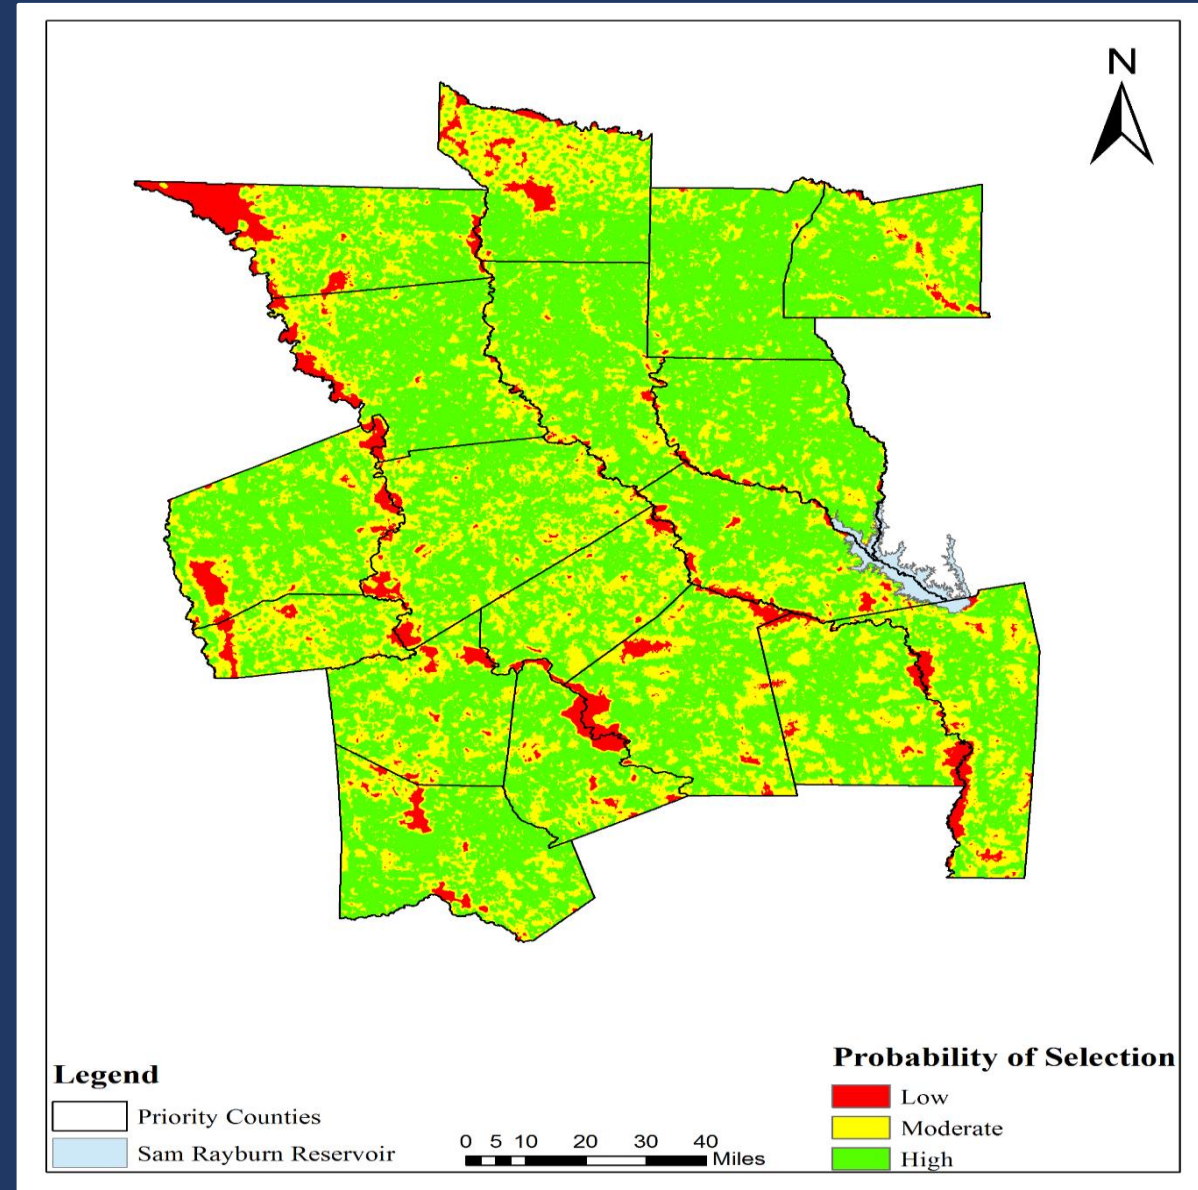 N
Legend
Priority Counties
Sam Rayburn Reservoir
0 5 10 20 30 40
Miles
Probability of Selection
Low
Moderate
High